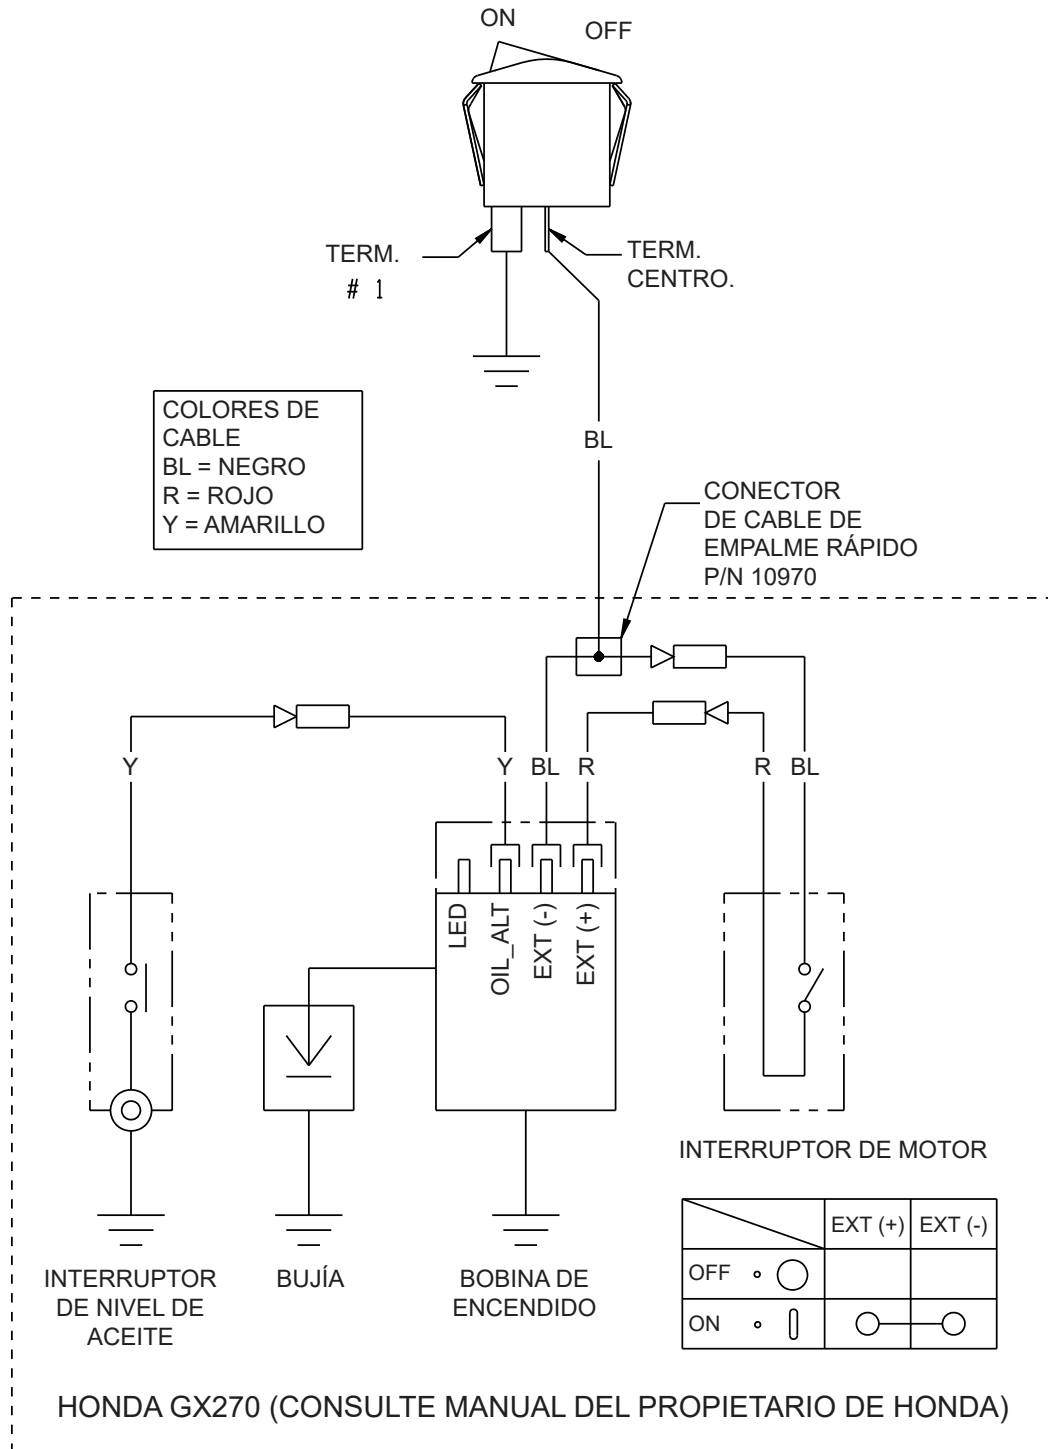 ON
OFF
TERM.
# 1
TERM.
CENTRO.
COLORES DE
CABLE
BL = NEGRO
R = ROJO
Y = AMARILLO
BL
CONECTOR
DE CABLE DE
EMPALME RÁPIDO
P/N 10970
Y
Y
BL
R
R
BL
LED
OIL_ALT
EXT (-)
EXT (+)
INTERRUPTOR DE MOTOR
EXT (+)
EXT (-)
OFF
ON
INTERRUPTOR
DE NIVEL DE
ACEITE
BUJÍA
BOBINA DE
ENCENDIDO
HONDA GX270 (CONSULTE MANUAL DEL PROPIETARIO DE HONDA)